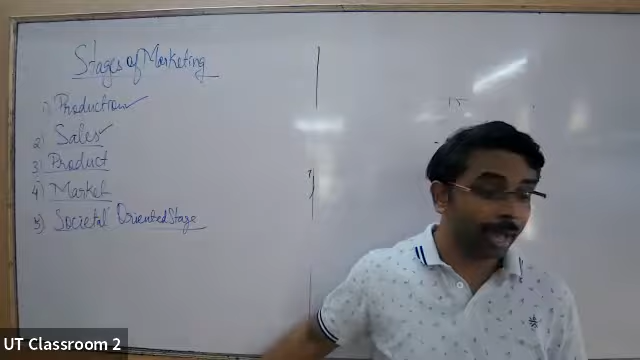 Stages of Marketing
1) Production
2) Sales
3) Product
4) Market
5) Societal Oriented Stage
UT Classroom 2